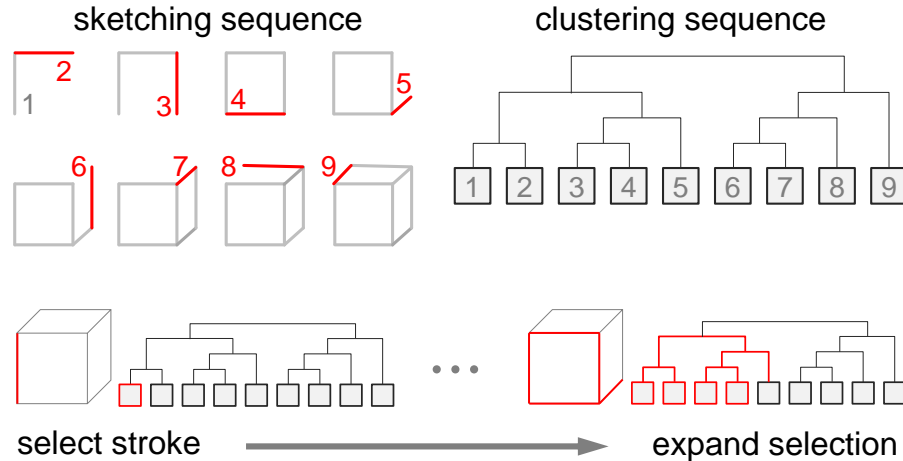 sketching sequence
clustering sequence
1 2 3 4 5
6 7 8 9
1 2 3 4 5 6 7 8 9
...
select stroke
expand selection